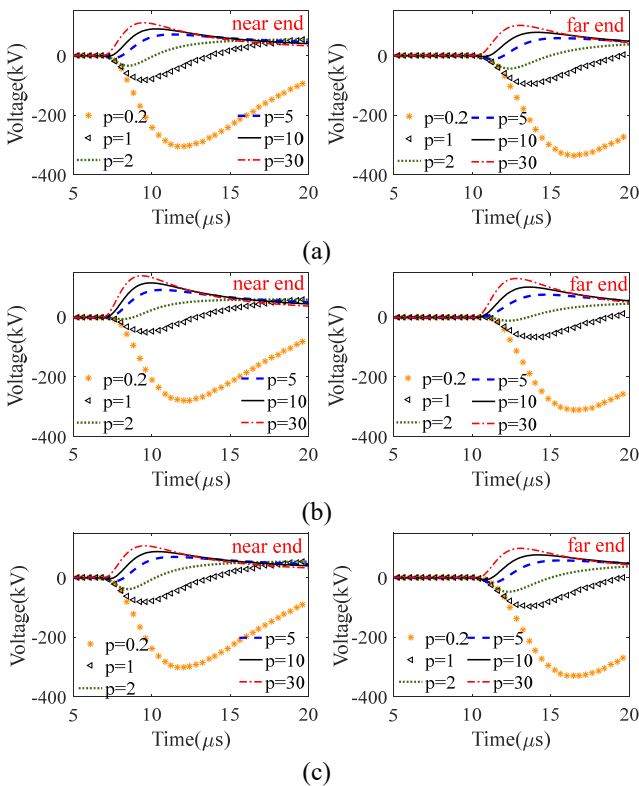 near end
far end
0
-200
-400
Voltage(kV)
p=0.2
p=1
p=2
p=5
p=10
p=30
5 10 15 20
Time(μs)
0
-200
-400
Voltage(kV)
p=0.2
p=1
p=2
p=5
p=10
p=30
5 10 15 20
Time(μs)
(a)
near end
far end
0
-200
-400
Voltage(kV)
p=0.2
p=1
p=2
p=5
p=10
p=30
5 10 15 20
Time(μs)
0
-200
-400
Voltage(kV)
p=0.2
p=1
p=2
p=5
p=10
p=30
5 10 15 20
Time(μs)
(b)
near end
far end
0
-200
-400
Voltage(kV)
p=0.2
p=1
p=2
p=5
p=10
p=30
5 10 15 20
Time(μs)
0
-200
-400
Voltage(kV)
p=0.2
p=1
p=2
p=5
p=10
p=30
5 10 15 20
Time(μs)
(c)